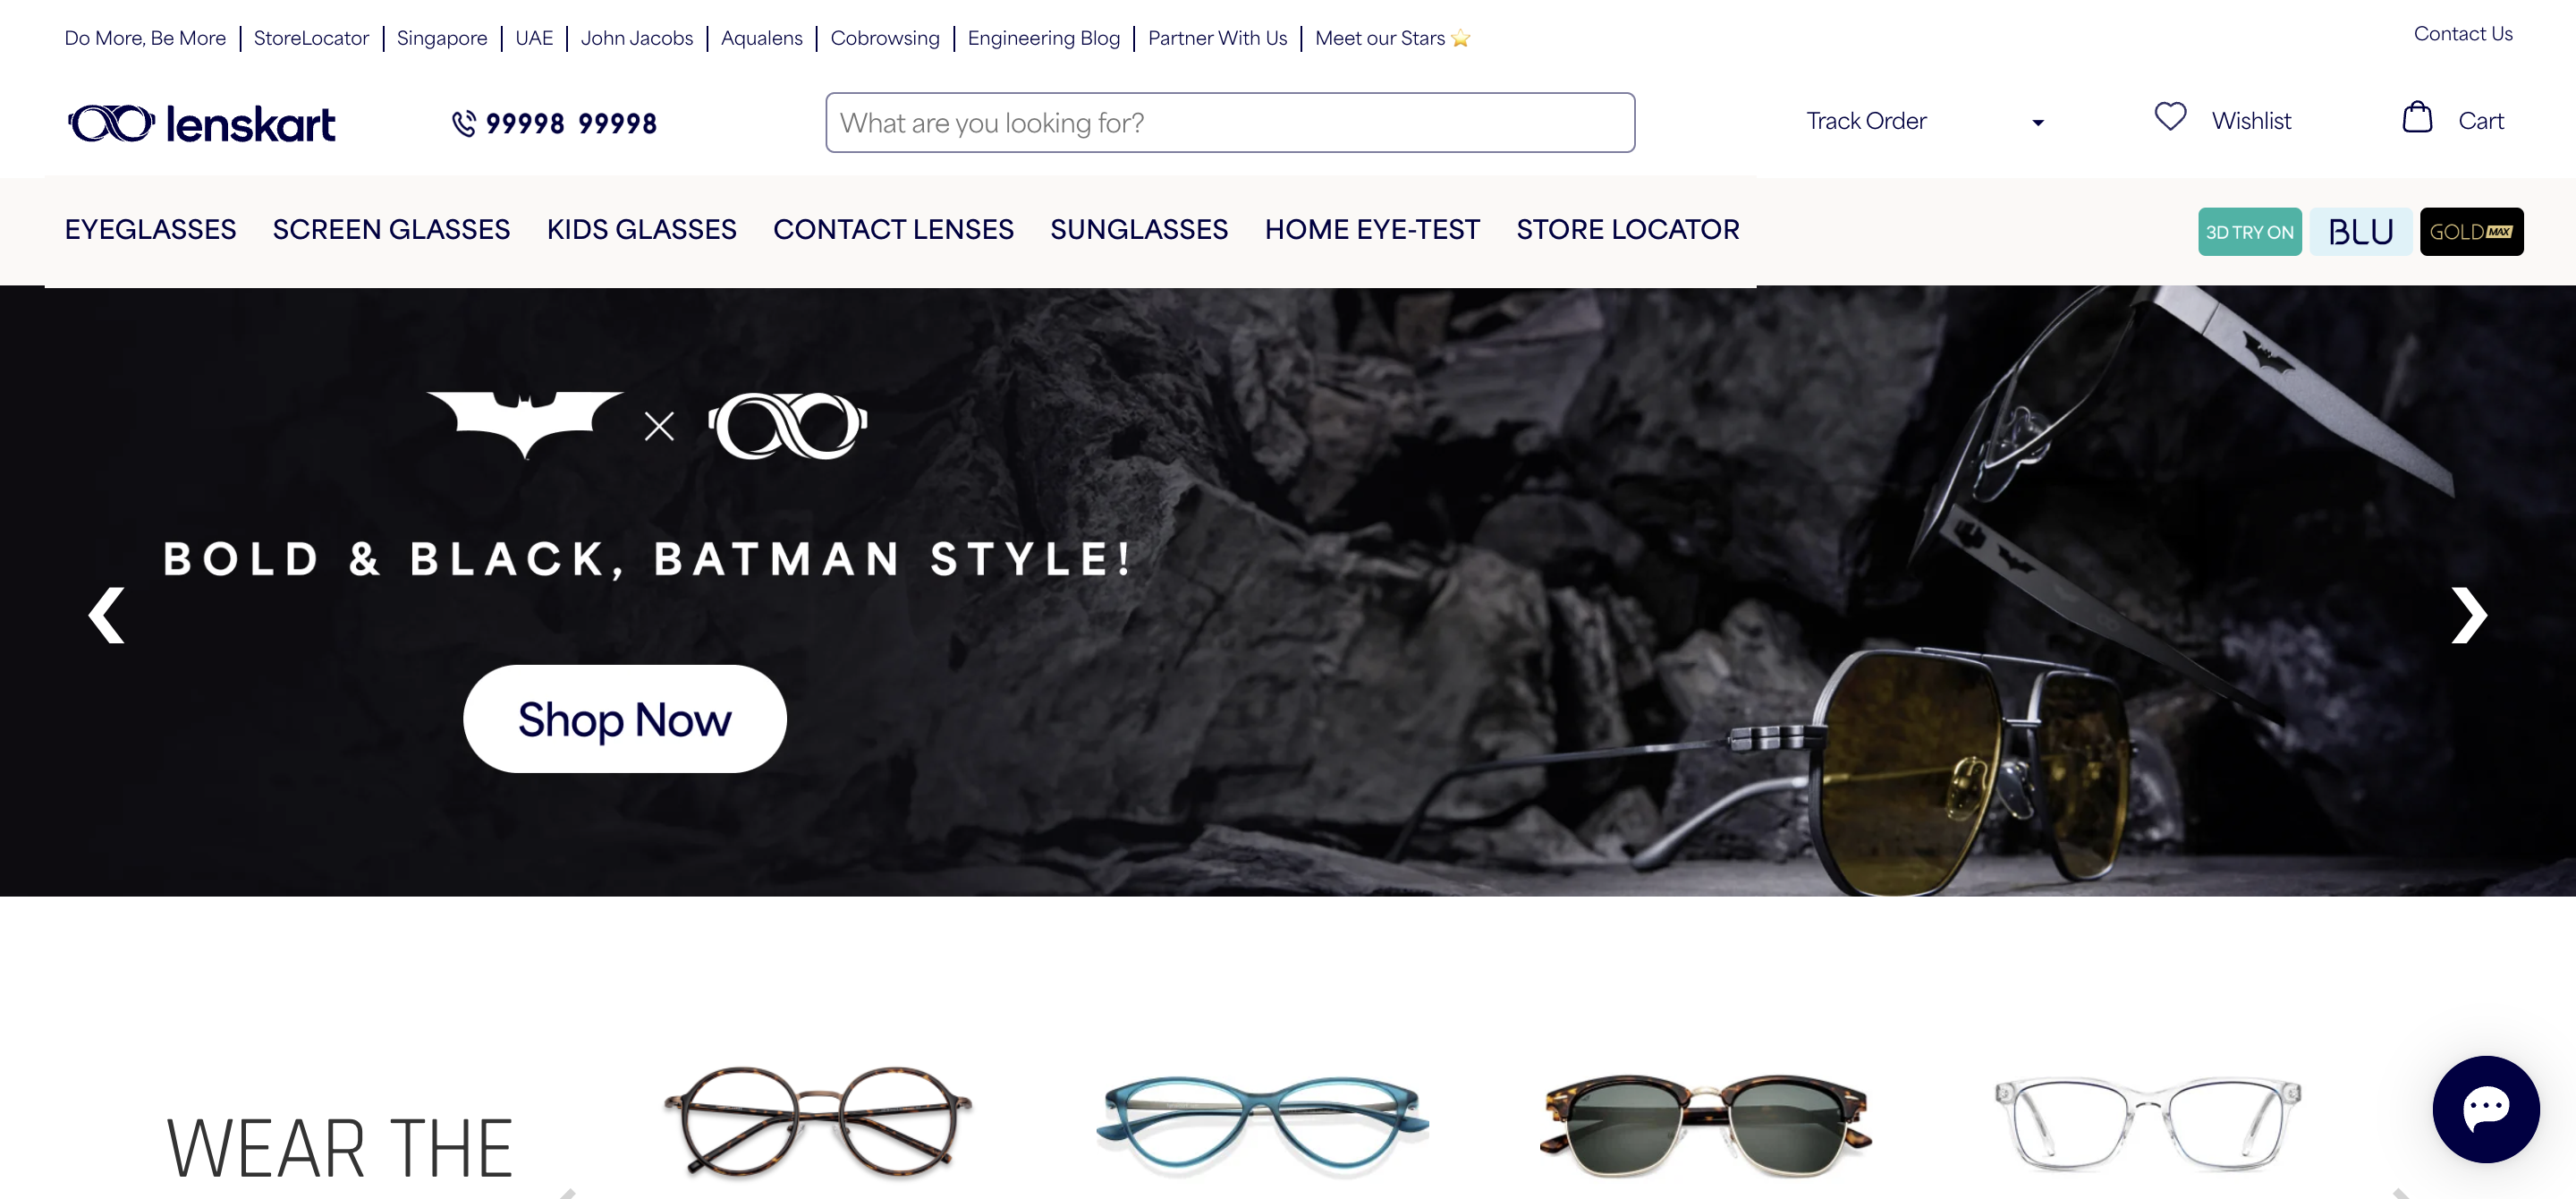 Do More, Be More | StoreLocator | Singapore | UAE | John Jacobs | Aqualens | Cobrowsing | Engineering Blog | Partner With Us | Meet our Stars ⭐
Contact Us
lenskart
99998 99998
What are you looking for?
Track Order
Wishlist
Cart
EYEGLASSES SCREEN GLASSES KIDS GLASSES CONTACT LENSES SUNGLASSES HOME EYE-TEST STORE LOCATOR
3D TRY ON
BLU
GOLD MAX
BOLD & BLACK, BATMAN STYLE!
Shop Now
WEAR THE